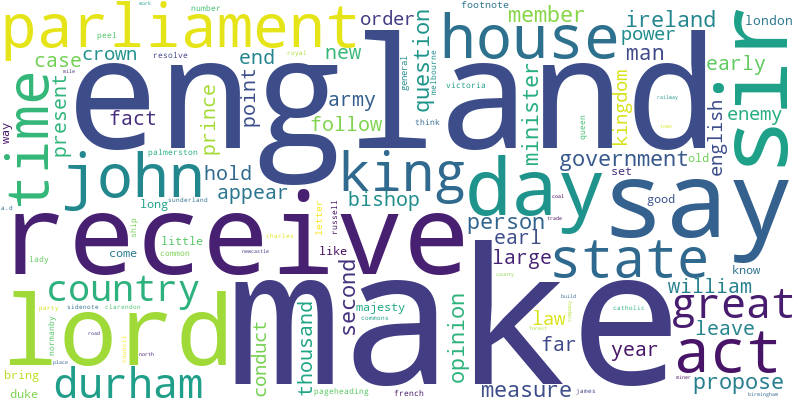 work number footnote
parliament house member ireland london
peel order power
crown resolve end new general man royal
case england question melbourne early sir
fact point army minister kingdom enemy
time present prince follow think victoria queen railway english
way palmerston town
john hold king day government old say
a.d long sunderland appear bishop person set good know
receive little ship charles letter russell like earl large state
lady come common newcastle coal trade
country second majesty county william great
lord sidenote clarendon thousand commons opinion law build catholic leave act
normanby party road council north far company forest year
bring place conduct pageheading make measure propose
duke durham french james miner birmingham mile